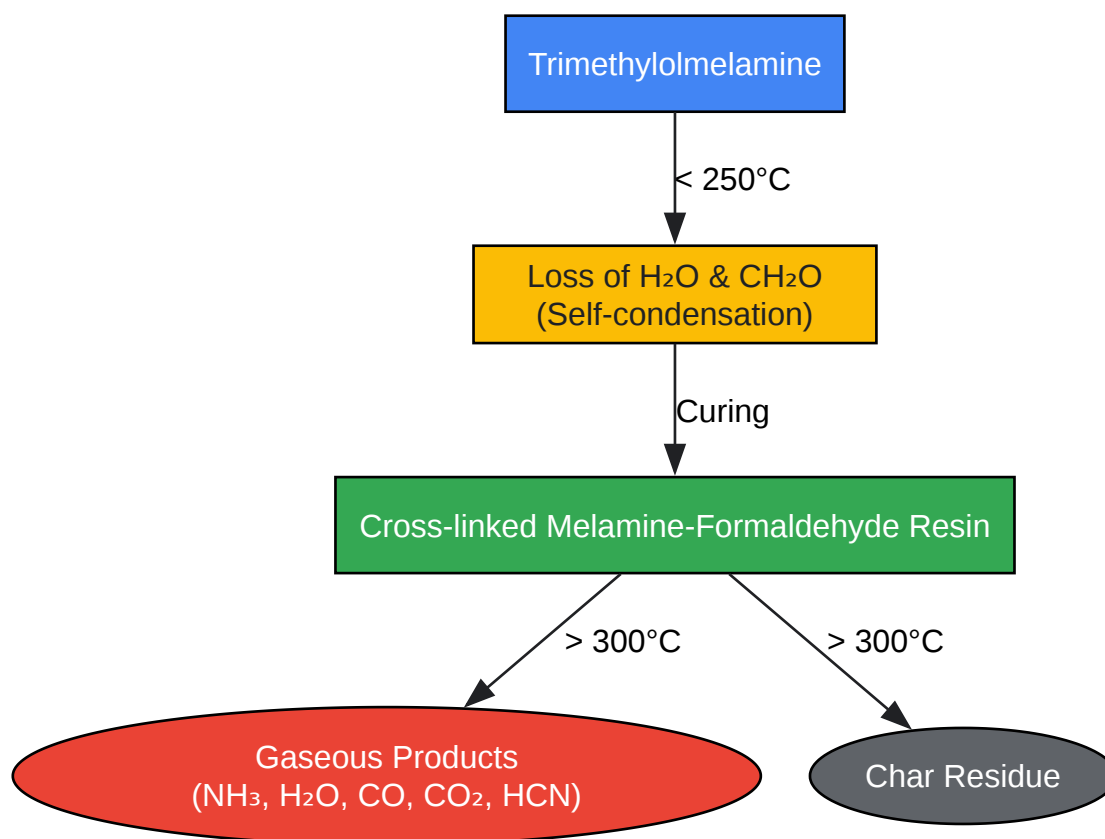 Trimethylolmelamine
< 250°C
Loss of H₂O & CH₂O
(Self-condensation)
Curing
Cross-linked Melamine-Formaldehyde Resin
> 300°C
> 300°C
Gaseous Products
(NH₃, H₂O, CO, CO₂, HCN)
Char Residue